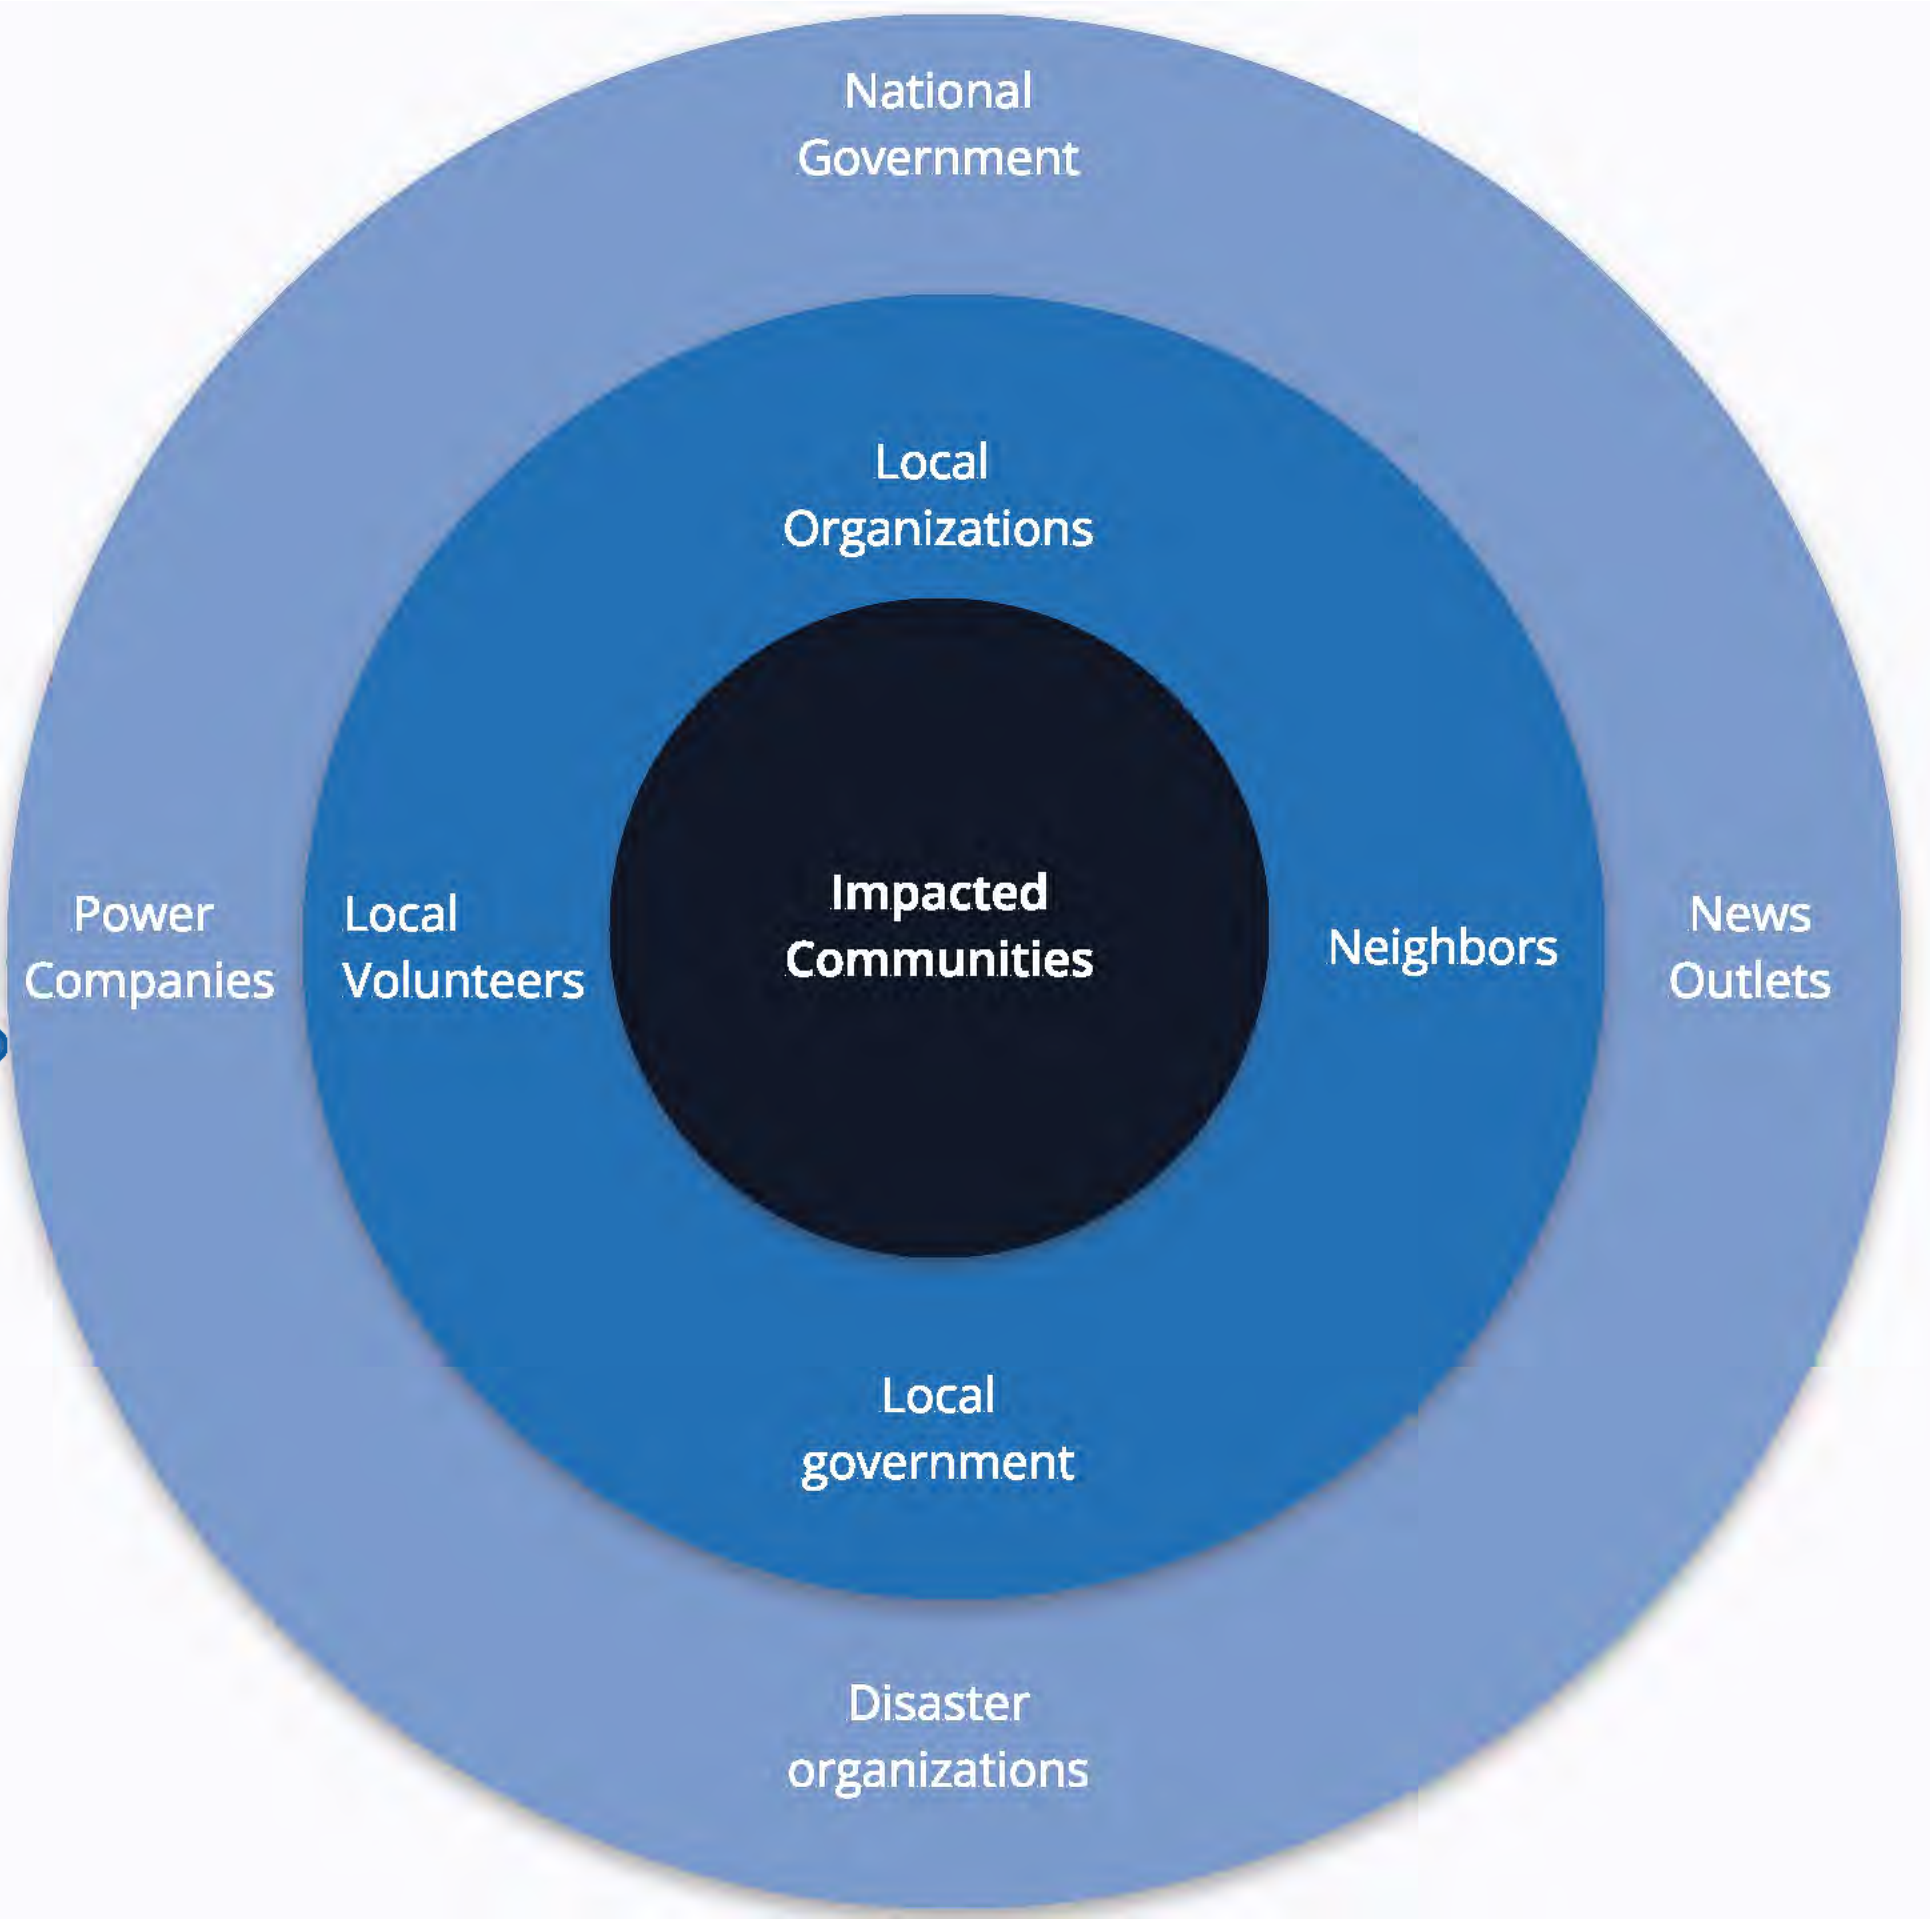 National
Government
Local
Organizations
Impacted
Communities
Power
Companies
Local
Volunteers
Neighbors
News
Outlets
Local
government
Disaster
organizations